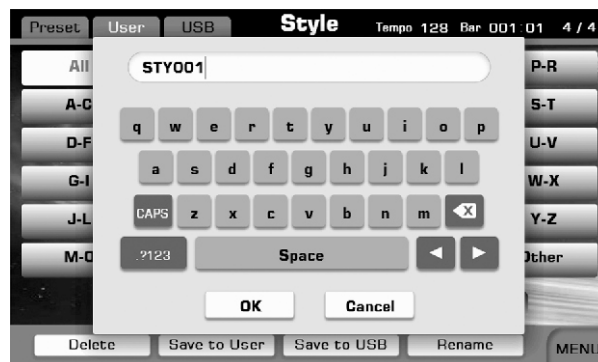 Preset User USB Style Tempo 128 Bar 001:01 4/4
STY001
All P-R
A-C S-T
q w e r t y u i o p
D-F U-V
a s d f g h j k l
G-I W-X
CAPS z x c v b n m
J-L Y-Z
.?123 Space
M-O Other
OK Cancel
Delete Save to User Save to USB Rename MENU